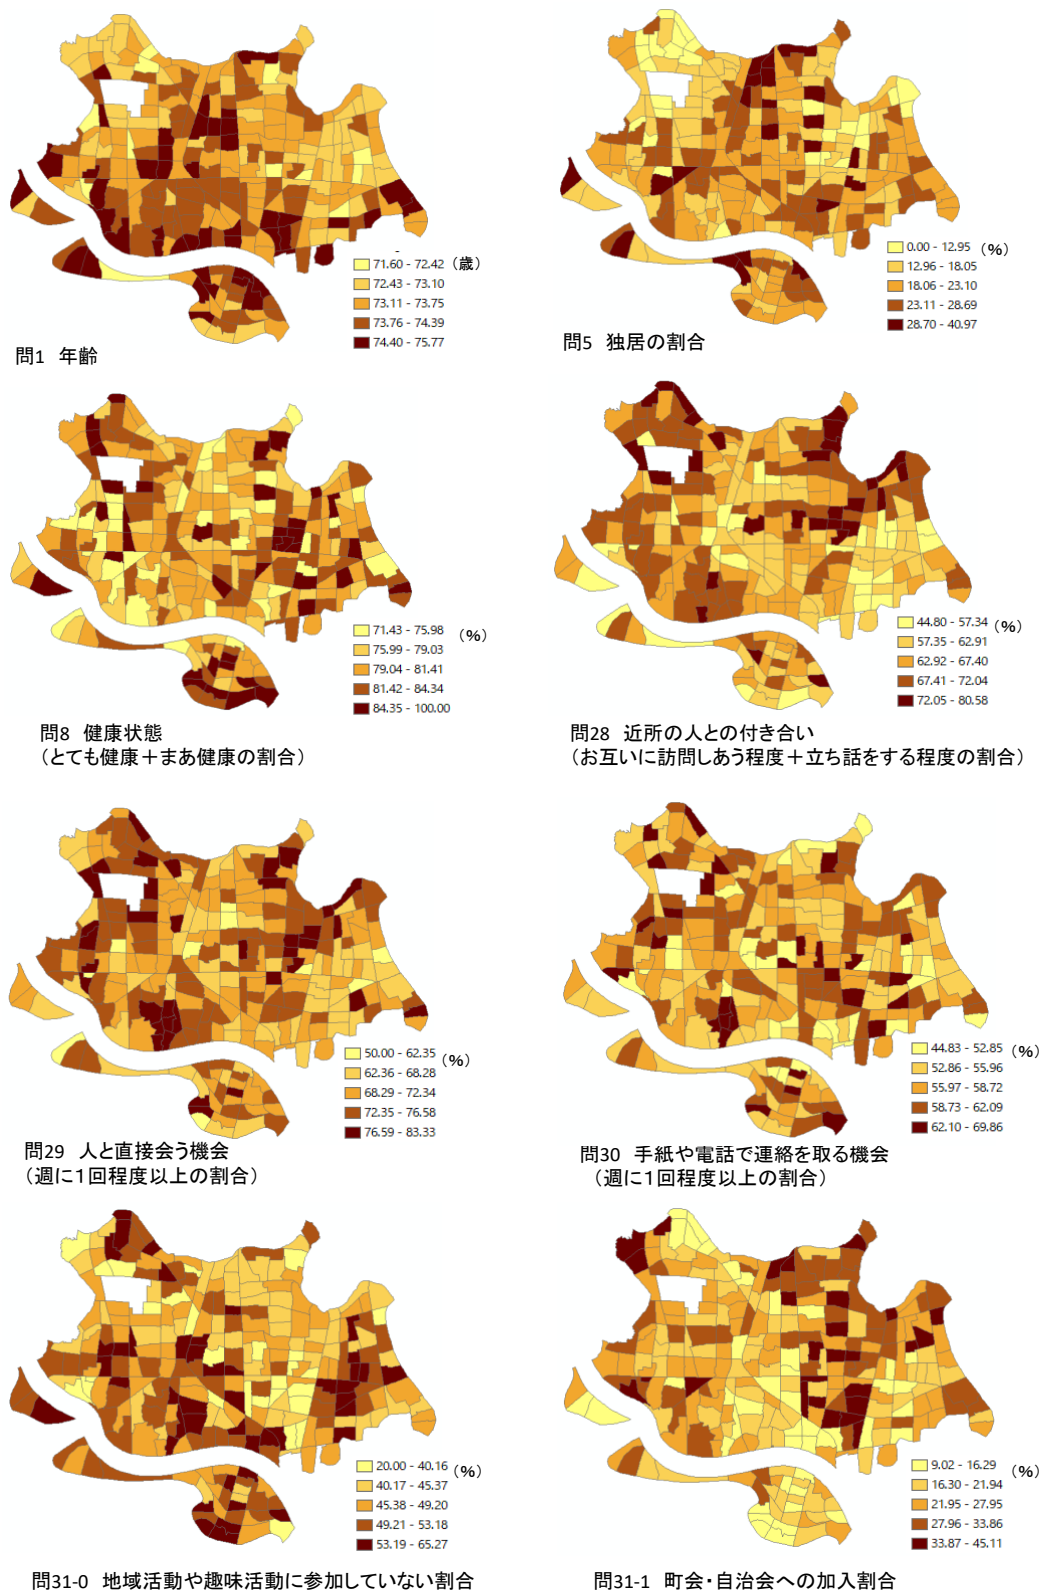 71.60 - 72.42 (歳)
72.43 - 73.10
73.11 - 73.75
73.76 - 74.39
74.40 - 75.77
問1 年齢
0.00 - 12.95 (%)
12.96 - 18.05
18.06 - 23.10
23.11 - 28.69
28.70 - 40.97
問5 独居の割合
71.43 - 75.98 (%)
75.99 - 79.03
79.04 - 81.41
81.42 - 84.34
84.35 - 100.00
問8 健康状態
(とても健康+まあ健康の割合)
44.80 - 57.34 (%)
57.35 - 62.91
62.92 - 67.40
67.41 - 72.04
72.05 - 80.58
問28 近所の人との付き合い
(お互いに訪問しあう程度+立ち話をする程度の割合)
50.00 - 62.35 (%)
62.36 - 68.28
68.29 - 72.34
72.35 - 76.58
76.59 - 83.33
問29 人と直接会う機会
(週に1回程度以上の割合)
44.83 - 52.85 (%)
52.86 - 55.96
55.97 - 58.72
58.73 - 62.09
62.10 - 69.86
問30 手紙や電話で連絡を取る機会
(週に1回程度以上の割合)
20.00 - 40.16 (%)
40.17 - 45.37
45.38 - 49.20
49.21 - 53.18
53.19 - 65.27
問31-0 地域活動や趣味活動に参加していない割合
9.02 - 16.29 (%)
16.30 - 21.94
21.95 - 27.95
27.96 - 33.86
33.87 - 45.11
問31-1 町会・自治会への加入割合